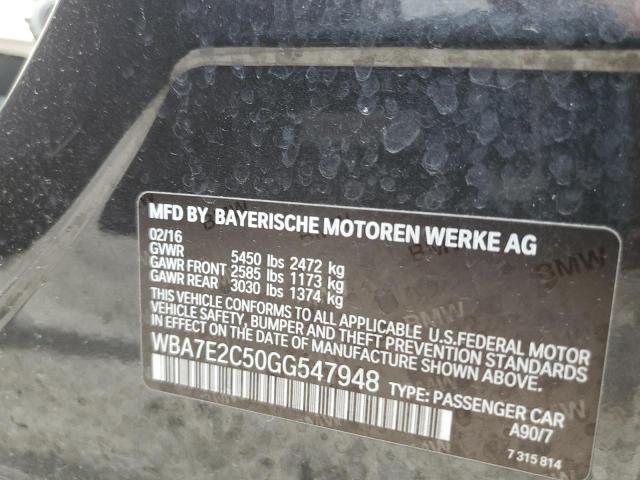 MFD BY BAYERISCHE MOTOREN WERKE AG
02/16
GVWR 5450 lbs 2472 kg
GAWR FRONT 2585 lbs 1173 kg
GAWR REAR 3030 lbs 1374 kg
THIS VEHICLE CONFORMS TO ALL APPLICABLE U.S.FEDERAL MOTOR
VEHICLE SAFETY, BUMPER AND THEFT PREVENTION STANDARDS
IN EFFECT ON THE DATE OF MANUFACTURE SHOWN ABOVE.
WBA7E2C50GG547948 TYPE: PASSENGER CAR
A90/7
7 315 814